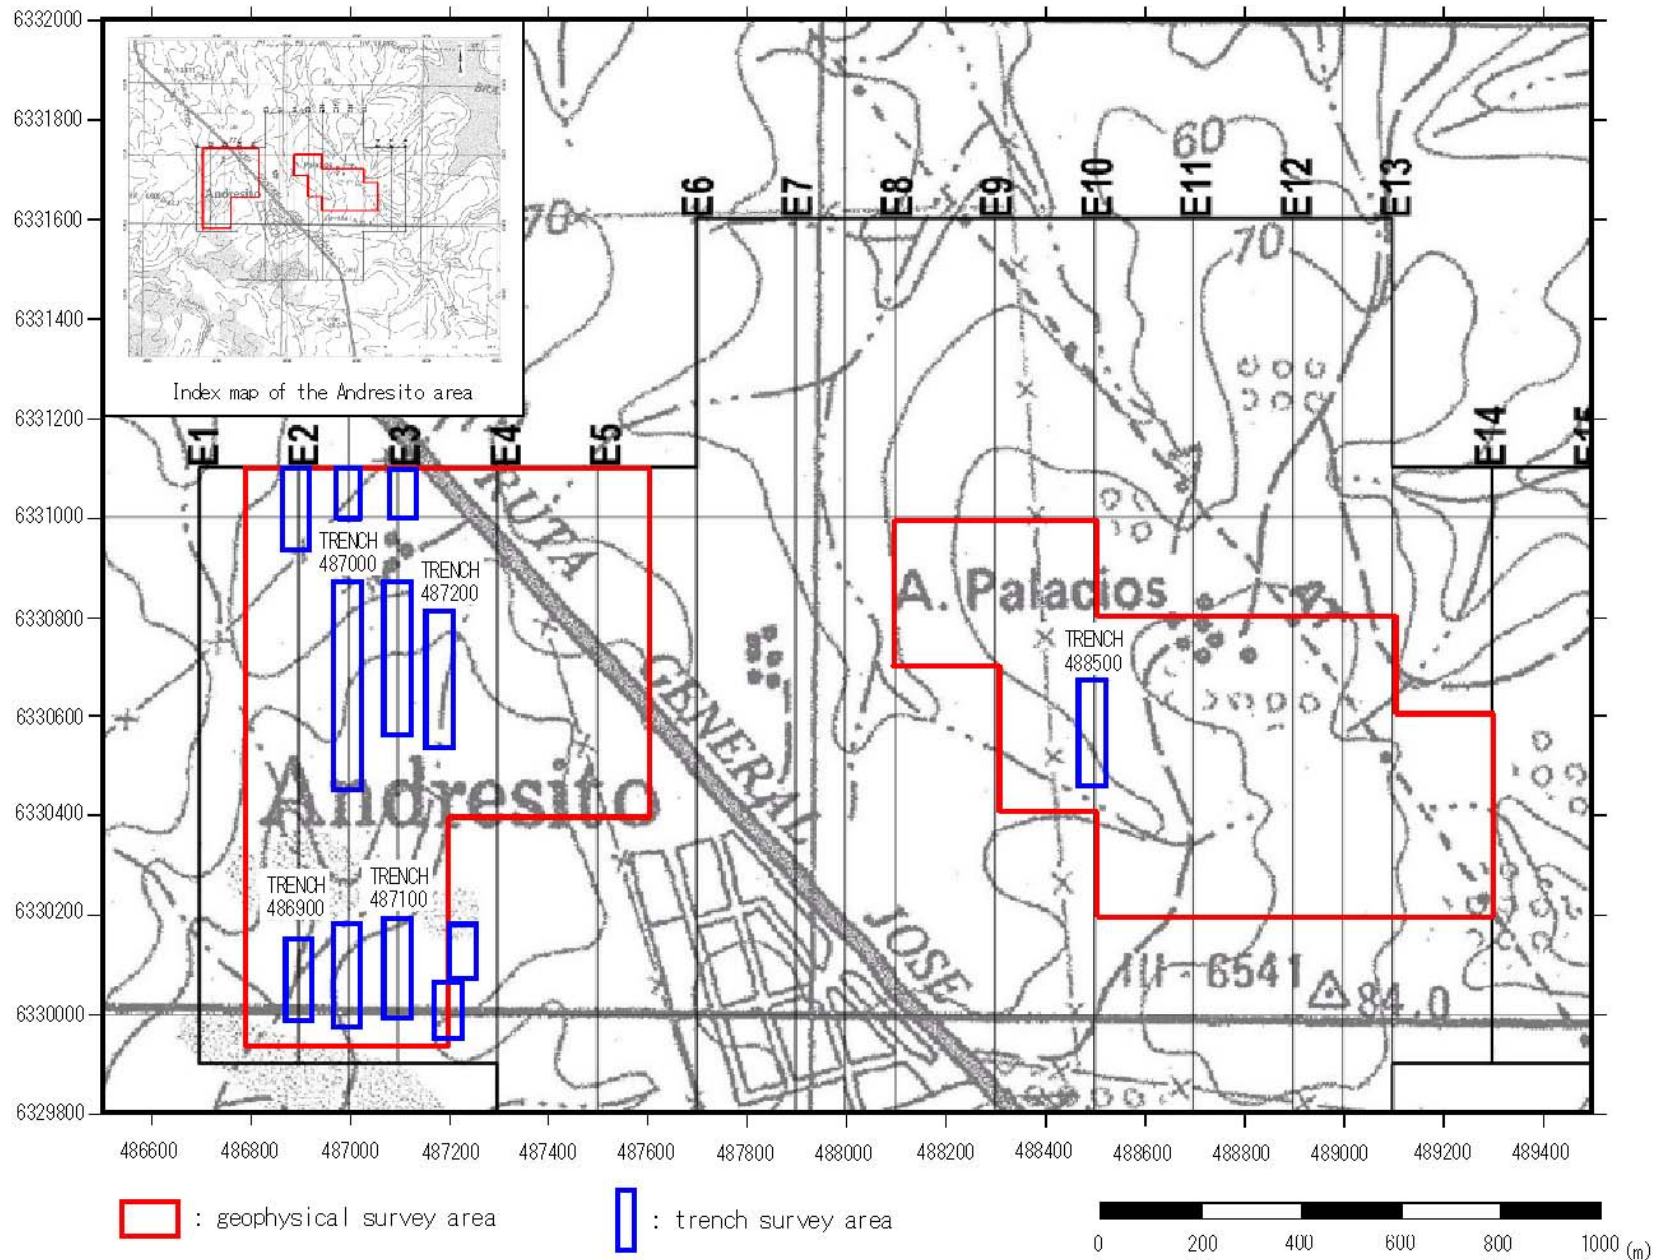 6332000
6331800
6331600
6331400
6331200
6331000
6330800
6330600
6330400
6330200
6330000
6329800
Andresito
Index map of the Andresito area
60
70
70
E6 E7 E8 E9 E10 E11 E12 E13
E1 E2 E3 E4 E5
E14 E15
RUTA
GENERAL
JOSE
TRENCH
487000
TRENCH
487200
A. Palacios
TRENCH
488500
Andresito
TRENCH
486900
TRENCH
487100
III - 6541
84.0
486600 486800 487000 487200 487400 487600 487800 488000 488200 488400 488600 488800 489000 489200 489400
: geophysical survey area
: trench survey area
0 200 400 600 800 1000 (m)